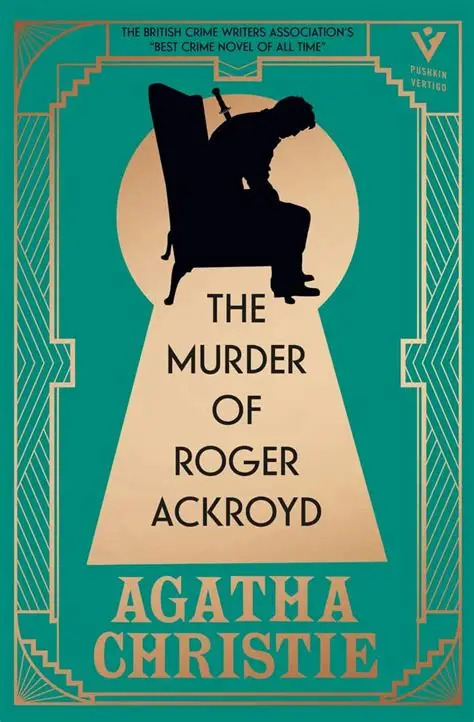 THE BRITISH CRIME WRITERS ASSOCIATION'S
"BEST CRIME NOVEL OF ALL TIME"
PUSHKIN
VERTIGO
THE
MURDER
OF
ROGER
ACKROYD
AGATHA
CHRISTIE